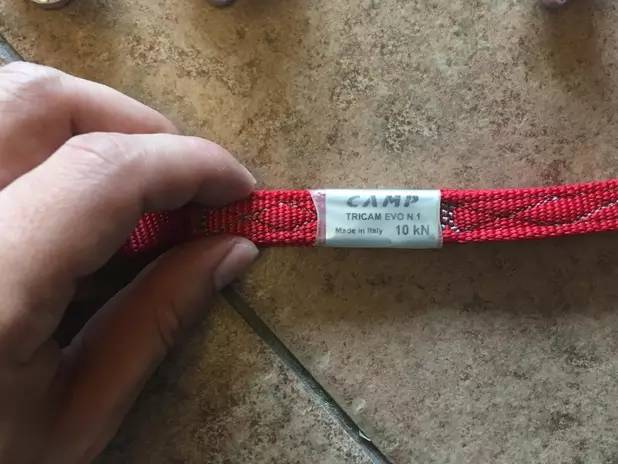 CAMP
TRICAM EVO N.1
Made in Italy 10 kN